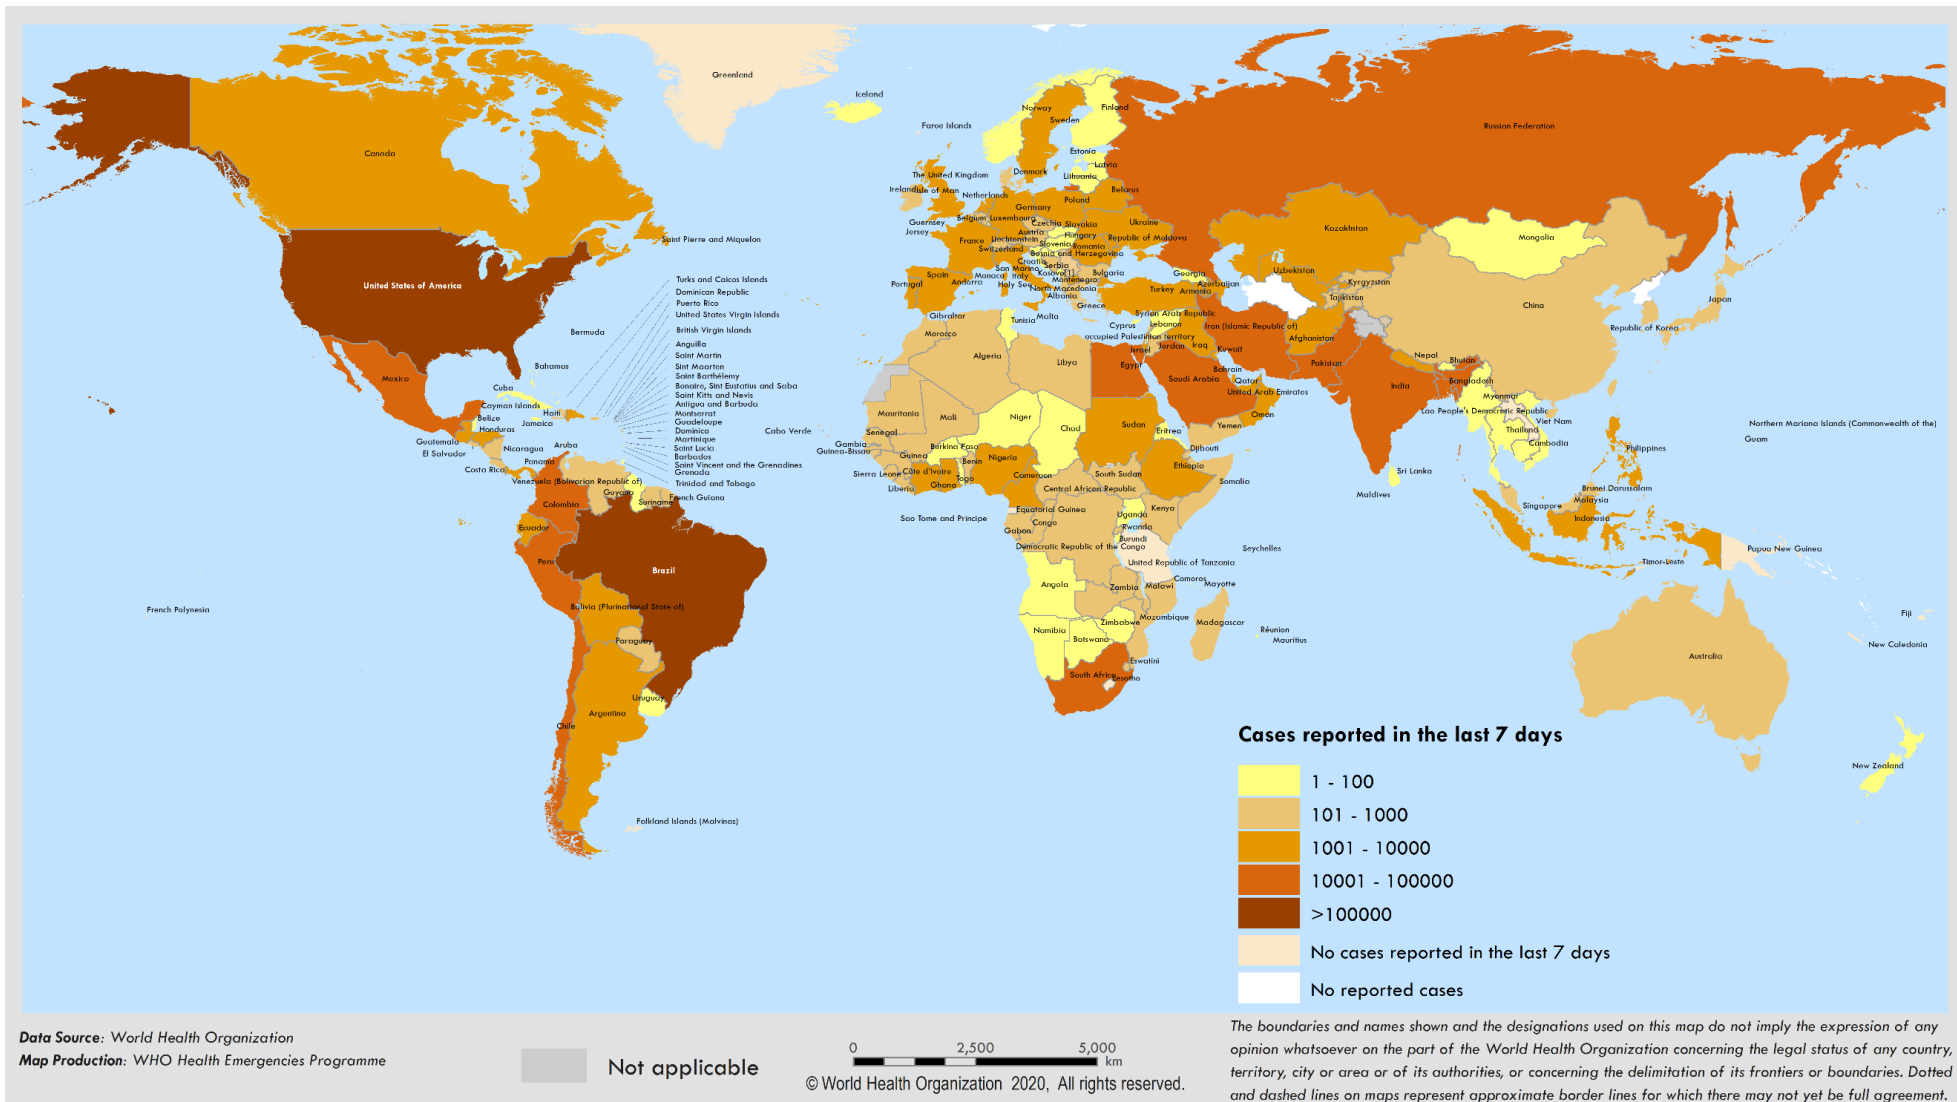 Greenland
Iceland
Faroe Islands
Norway
Sweden
Finland
Russian Federation
Canada
Estonia
Latvia
Lithuania
Denmark
The United Kingdom
Ireland
Isle of Man
Netherlands
Belarus
Poland
Germany
Belgium
Luxembourg
Czechia
Slovakia
Ukraine
Guernsey
Jersey
Austria
Liechtenstein
Hungary
Republic of Moldova
France
Switzerland
Slovenia
Romania
Bosnia and Herzegovina
Croatia
Serbia
San Marino
Kosovo[1]
Bulgaria
Monaco
Italy
Montenegro
Spain
Andorra
Holy See
North Macedonia
Albania
Portugal
Greece
Georgia
Azerbaijan
Armenia
Turkey
Kazakhstan
Mongolia
Uzbekistan
Kyrgyzstan
Tajikistan
China
Japan
Republic of Korea
Saint Pierre and Miquelon
United States of America
Bermuda
Bahamas
Mexico
Cuba
Cayman Islands
Belize
Honduras
Haiti
Jamaica
Guatemala
El Salvador
Nicaragua
Aruba
Costa Rica
Panama
Turks and Caicos Islands
Dominican Republic
Puerto Rico
United States Virgin Islands
British Virgin Islands
Anguilla
Saint Martin
Sint Maarten
Saint Barthélemy
Bonaire, Sint Eustatius and Saba
Saint Kitts and Nevis
Antigua and Barbuda
Montserrat
Guadeloupe
Dominica
Martinique
Saint Lucia
Barbados
Saint Vincent and the Grenadines
Grenada
Trinidad and Tobago
Venezuela (Bolivarian Republic of)
Guyana
Suriname
French Guiana
Colombia
Ecuador
Peru
Brazil
Bolivia (Plurinational State of)
Paraguay
Uruguay
Argentina
Chile
Falkland Islands (Malvinas)
French Polynesia
Gibraltar
Tunisia
Malta
Cyprus
Syrian Arab Republic
Lebanon
occupied Palestinian territory
Israel
Jordan
Iraq
Iran (Islamic Republic of)
Kuwait
Afghanistan
Morocco
Algeria
Libya
Egypt
Saudi Arabia
Bahrain
Qatar
United Arab Emirates
Oman
Yemen
Pakistan
Nepal
Bhutan
India
Bangladesh
Myanmar
Lao People's Democratic Republic
Viet Nam
Thailand
Cambodia
Philippines
Northern Mariana Islands (Commonwealth of the)
Guam
Sri Lanka
Maldives
Brunei Darussalam
Malaysia
Singapore
Indonesia
Timor-Leste
Papua New Guinea
Cabo Verde
Mauritania
Mali
Niger
Chad
Sudan
Eritrea
Djibouti
Senegal
Gambia
Guinea-Bissau
Guinea
Burkina Faso
Benin
Nigeria
Sierra Leone
Côte d'Ivoire
Togo
Ghana
Liberia
Cameroon
Central African Republic
South Sudan
Ethiopia
Somalia
Sao Tome and Principe
Equatorial Guinea
Gabon
Congo
Uganda
Kenya
Rwanda
Burundi
Democratic Republic of the Congo
United Republic of Tanzania
Seychelles
Angola
Zambia
Malawi
Comoros
Mayotte
Mozambique
Madagascar
Zimbabwe
Namibia
Botswana
Réunion
Mauritius
Eswatini
South Africa
Lesotho
Australia
Fiji
New Caledonia
New Zealand
Cases reported in the last 7 days
1 - 100
101 - 1000
1001 - 10000
10001 - 100000
>100000
No cases reported in the last 7 days
No reported cases
Data Source: World Health Organization
Map Production: WHO Health Emergencies Programme
Not applicable
0 2,500 5,000
km
© World Health Organization 2020, All rights reserved.
The boundaries and names shown and the designations used on this map do not imply the expression of any
opinion whatsoever on the part of the World Health Organization concerning the legal status of any country,
territory, city or area or of its authorities, or concerning the delimitation of its frontiers or boundaries. Dotted
and dashed lines on maps represent approximate border lines for which there may not yet be full agreement.